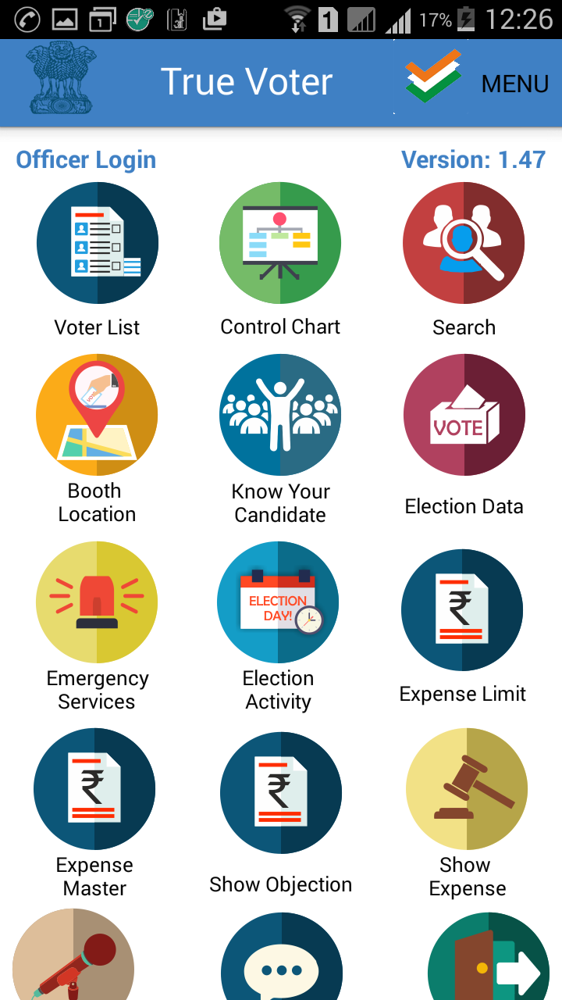 1
1
17%
12:26
True Voter
MENU
Officer Login
Version: 1.47
Voter List
Control Chart
Search
VOTE
VOTE
Booth
Location
Know Your
Candidate
Election Data
ELECTION
DAY!
₹
Emergency
Services
Election
Activity
Expense Limit
₹
₹
Expense
Master
Show Objection
Show
Expense